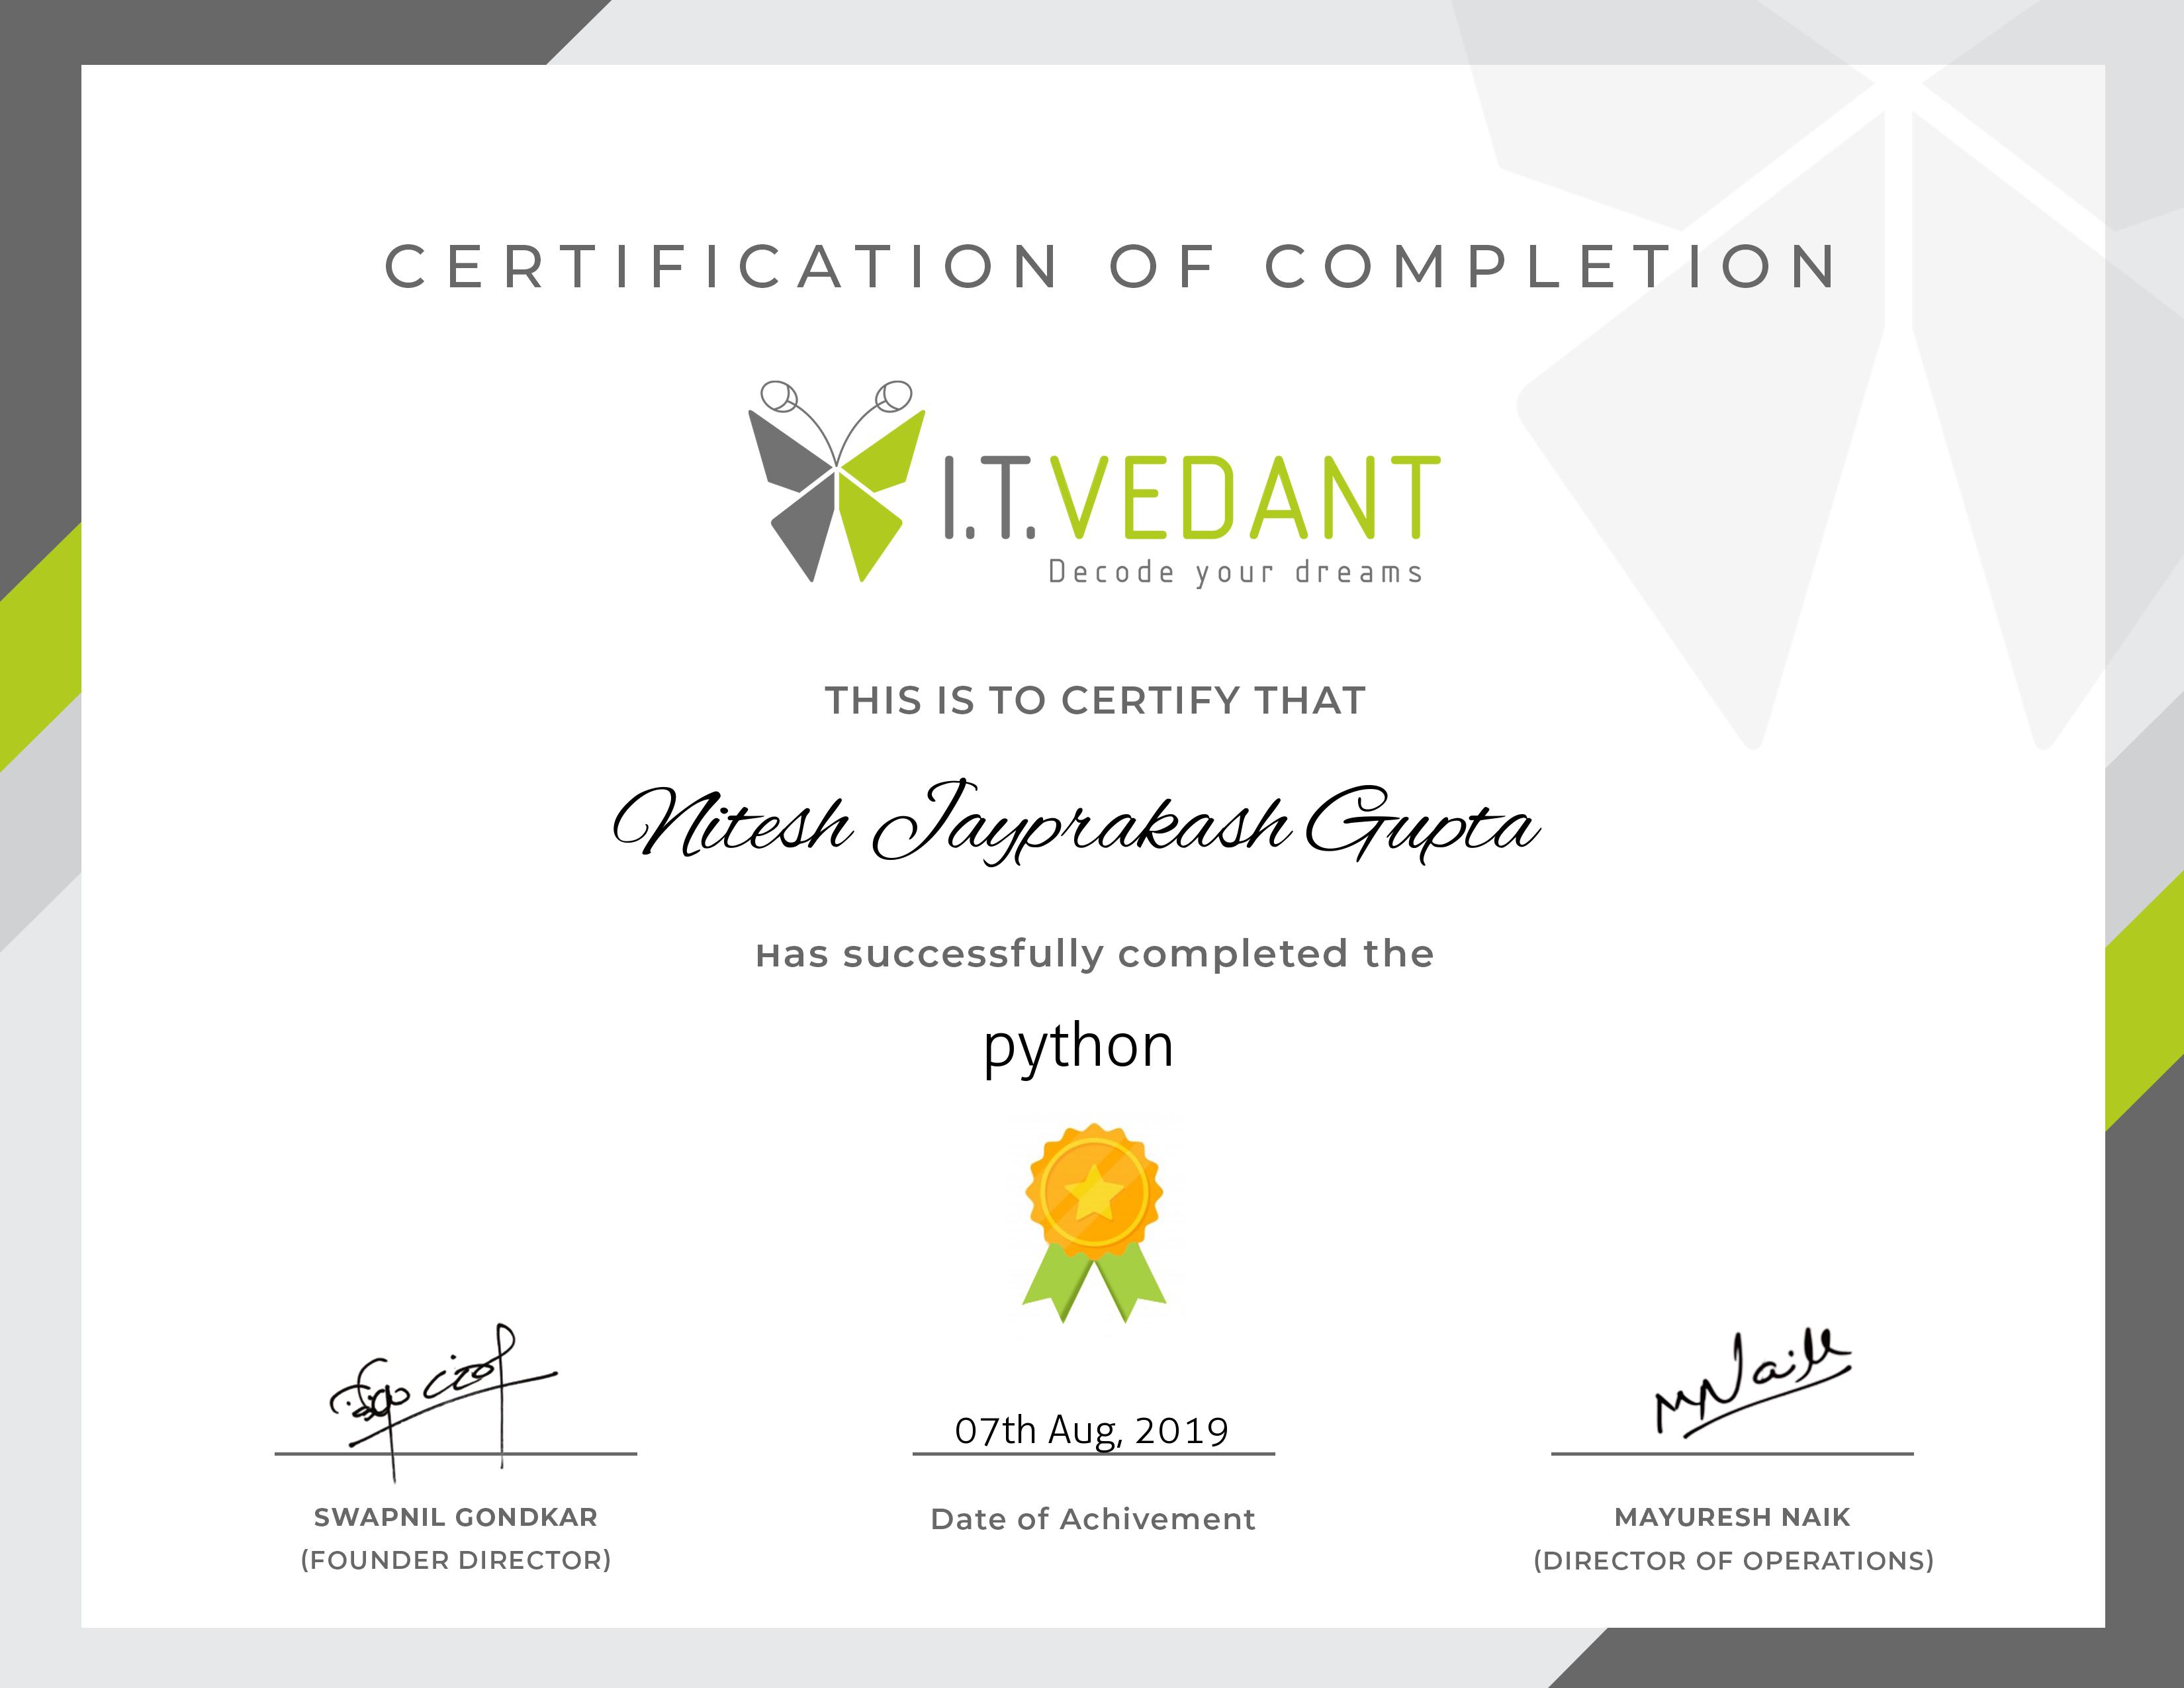 CERTIFICATION OF COMPLETION
I.T.VEDANT
Decode your dreams
THIS IS TO CERTIFY THAT
Nitesh Jayprakash Gupta
Has successfully completed the
python
07th Aug, 2019
SWAPNIL GONDKAR
(FOUNDER DIRECTOR)
Date of Achivement
MNaik
MAYURESH NAIK
(DIRECTOR OF OPERATIONS)